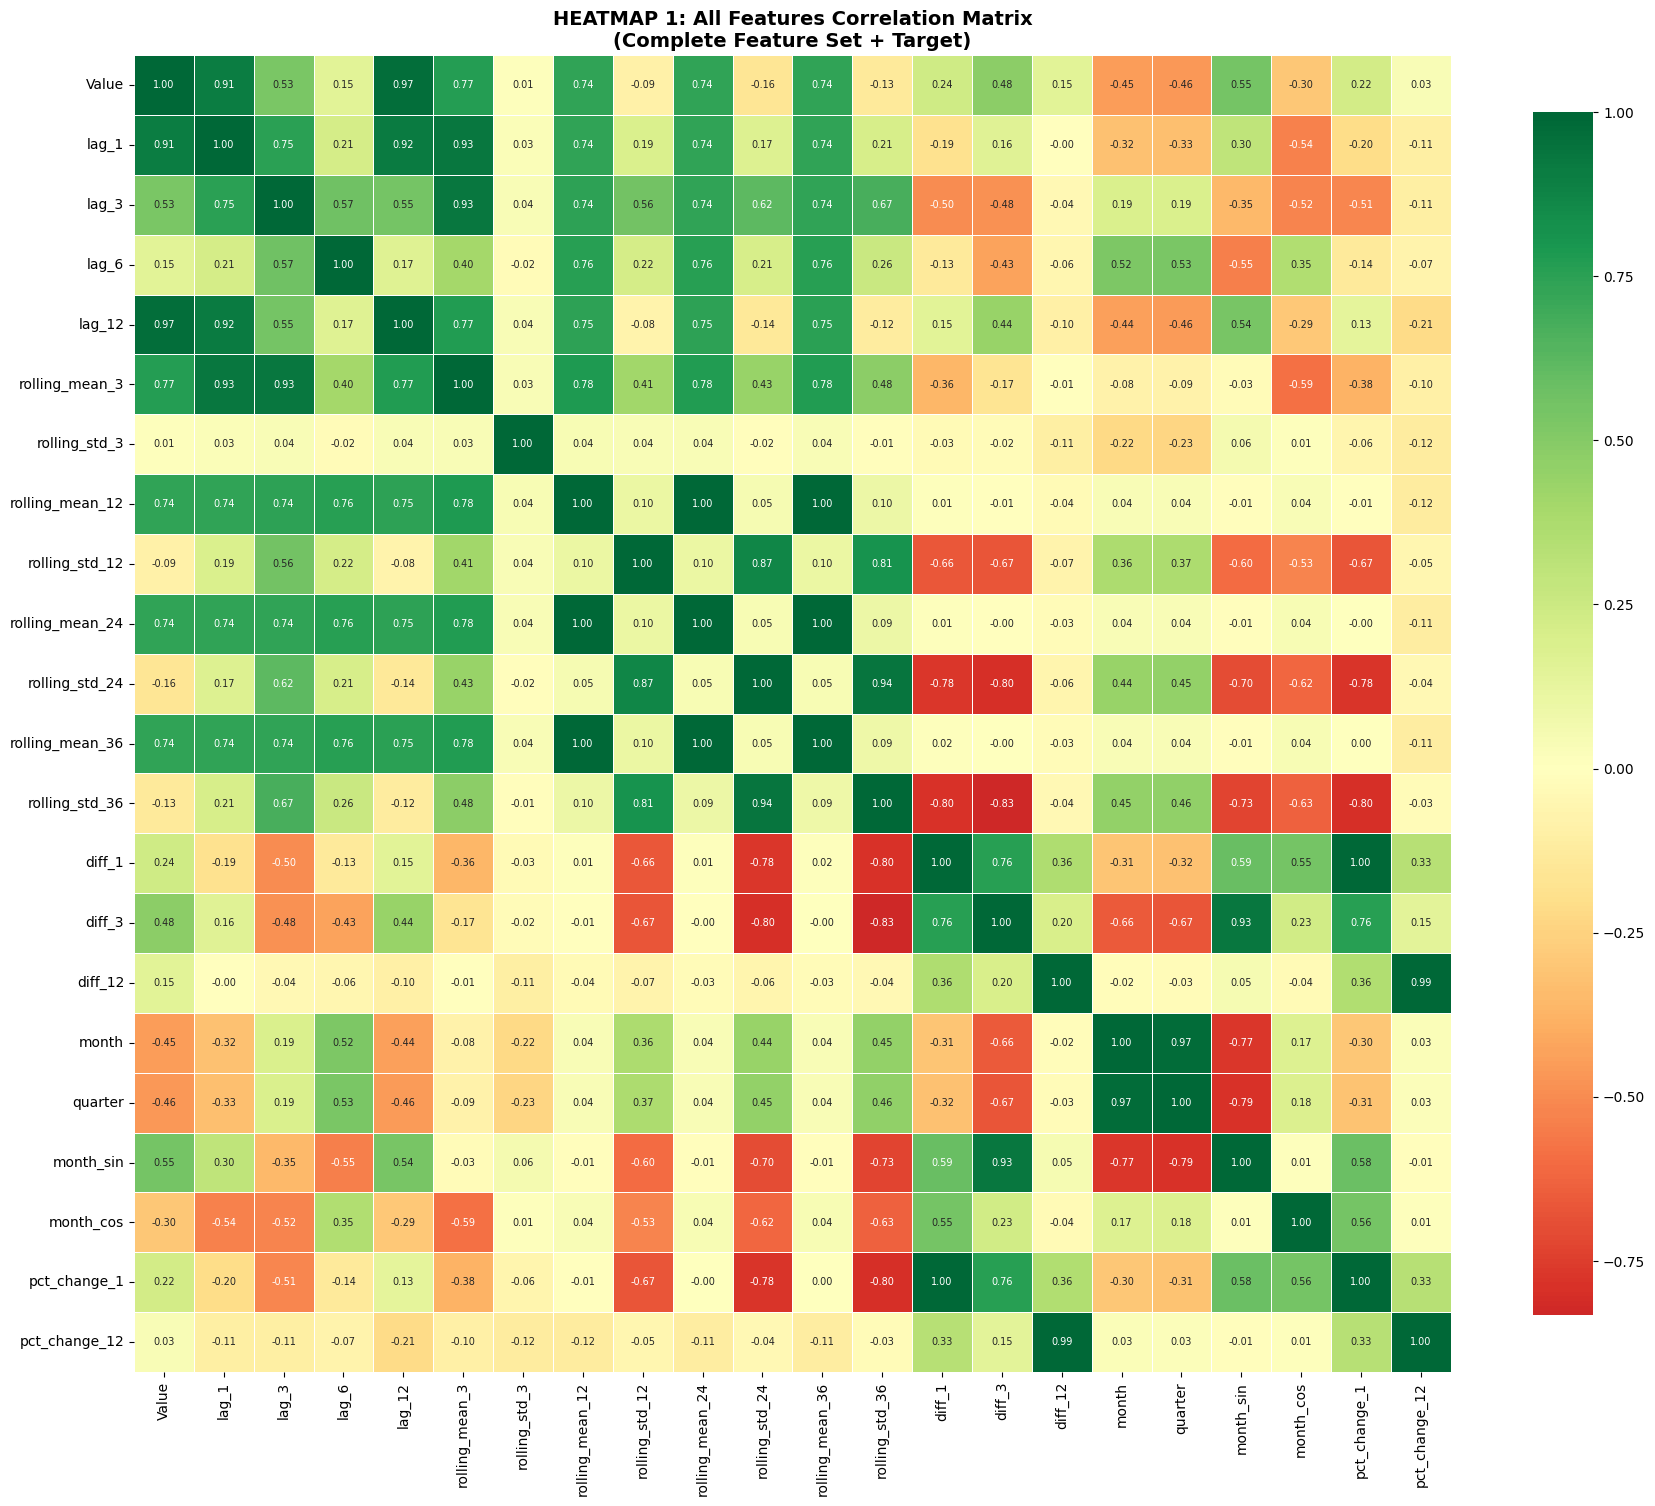 HEATMAP 1: All Features Correlation Matrix
(Complete Feature Set + Target)
Value 1.00 0.91 0.53 0.15 0.97 0.77 0.01 0.74 -0.09 0.74 -0.16 0.74 -0.13 0.24 0.48 0.15 -0.45 -0.46 0.55 -0.30 0.22 0.03
lag_1 0.91 1.00 0.75 0.21 0.92 0.93 0.03 0.74 0.19 0.74 0.17 0.74 0.21 -0.19 0.16 -0.00 -0.32 -0.33 0.30 -0.54 -0.20 -0.11
lag_3 0.53 0.75 1.00 0.57 0.55 0.93 0.04 0.74 0.56 0.74 0.62 0.74 0.67 -0.50 -0.48 -0.04 0.19 0.19 -0.35 -0.52 -0.51 -0.11
lag_6 0.15 0.21 0.57 1.00 0.17 0.40 -0.02 0.76 0.22 0.76 0.21 0.76 0.26 -0.13 -0.43 -0.06 0.52 0.53 -0.55 0.35 -0.14 -0.07
lag_12 0.97 0.92 0.55 0.17 1.00 0.77 0.04 0.75 -0.08 0.75 -0.14 0.75 -0.12 0.15 0.44 -0.10 -0.44 -0.46 0.54 -0.29 0.13 -0.21
rolling_mean_3 0.77 0.93 0.93 0.40 0.77 1.00 0.03 0.78 0.41 0.78 0.43 0.78 0.48 -0.36 -0.17 -0.01 -0.08 -0.09 -0.03 -0.59 -0.38 -0.10
rolling_std_3 0.01 0.03 0.04 -0.02 0.04 0.03 1.00 0.04 0.04 0.04 -0.02 0.04 -0.01 -0.03 -0.02 -0.11 -0.22 -0.23 0.06 0.01 -0.06 -0.12
rolling_mean_12 0.74 0.74 0.74 0.76 0.75 0.78 0.04 1.00 0.10 1.00 0.05 1.00 0.10 0.01 -0.01 -0.04 0.04 0.04 -0.01 0.04 -0.01 -0.12
rolling_std_12 -0.09 0.19 0.56 0.22 -0.08 0.41 0.04 0.10 1.00 0.10 0.87 0.10 0.81 -0.66 -0.67 -0.07 0.36 0.37 -0.60 -0.53 -0.67 -0.05
rolling_mean_24 0.74 0.74 0.74 0.76 0.75 0.78 0.04 1.00 0.10 1.00 0.05 1.00 0.09 0.01 -0.00 -0.03 0.04 0.04 -0.01 0.04 -0.00 -0.11
rolling_std_24 -0.16 0.17 0.62 0.21 -0.14 0.43 -0.02 0.05 0.87 0.05 1.00 0.05 0.94 -0.78 -0.80 -0.06 0.44 0.45 -0.70 -0.62 -0.78 -0.04
rolling_mean_36 0.74 0.74 0.74 0.76 0.75 0.78 0.04 1.00 0.10 1.00 0.05 1.00 0.09 0.02 -0.00 -0.03 0.04 0.04 -0.01 0.04 0.00 -0.11
rolling_std_36 -0.13 0.21 0.67 0.26 -0.12 0.48 -0.01 0.10 0.81 0.09 0.94 0.09 1.00 -0.80 -0.83 -0.04 0.45 0.46 -0.73 -0.63 -0.80 -0.03
diff_1 0.24 -0.19 -0.50 -0.13 0.15 -0.36 -0.03 0.01 -0.66 0.01 -0.78 0.02 -0.80 1.00 0.76 0.36 -0.31 -0.32 0.59 0.55 1.00 0.33
diff_3 0.48 0.16 -0.48 -0.43 0.44 -0.17 -0.02 -0.01 -0.67 -0.00 -0.80 -0.00 -0.83 0.76 1.00 0.20 -0.66 -0.67 0.93 0.23 0.76 0.15
diff_12 0.15 -0.00 -0.04 -0.06 -0.10 -0.01 -0.11 -0.04 -0.07 -0.03 -0.06 -0.03 -0.04 0.36 0.20 1.00 -0.02 -0.03 0.05 -0.04 0.36 0.99
month -0.45 -0.32 0.19 0.52 -0.44 -0.08 -0.22 0.04 0.36 0.04 0.44 0.04 0.45 -0.31 -0.66 -0.02 1.00 0.97 -0.77 0.17 -0.30 0.03
quarter -0.46 -0.33 0.19 0.53 -0.46 -0.09 -0.23 0.04 0.37 0.04 0.45 0.04 0.46 -0.32 -0.67 -0.03 0.97 1.00 -0.79 0.18 -0.31 0.03
month_sin 0.55 0.30 -0.35 -0.55 0.54 -0.03 0.06 -0.01 -0.60 -0.01 -0.70 -0.01 -0.73 0.59 0.93 0.05 -0.77 -0.79 1.00 0.01 0.58 -0.01
month_cos -0.30 -0.54 -0.52 0.35 -0.29 -0.59 0.01 0.04 -0.53 0.04 -0.62 0.04 -0.63 0.55 0.23 -0.04 0.17 0.18 0.01 1.00 0.56 0.01
pct_change_1 0.22 -0.20 -0.51 -0.14 0.13 -0.38 -0.06 -0.01 -0.67 -0.00 -0.78 0.00 -0.80 1.00 0.76 0.36 -0.30 -0.31 0.58 0.56 1.00 0.33
pct_change_12 0.03 -0.11 -0.11 -0.07 -0.21 -0.10 -0.12 -0.12 -0.05 -0.11 -0.04 -0.11 -0.03 0.33 0.15 0.99 0.03 0.03 -0.01 0.01 0.33 1.00
Value lag_1 lag_3 lag_6 lag_12 rolling_mean_3 rolling_std_3 rolling_mean_12 rolling_std_12 rolling_mean_24 rolling_std_24 rolling_mean_36 rolling_std_36 diff_1 diff_3 diff_12 month quarter month_sin month_cos pct_change_1 pct_change_12
1.00
0.75
0.50
0.25
0.00
−0.25
−0.50
−0.75